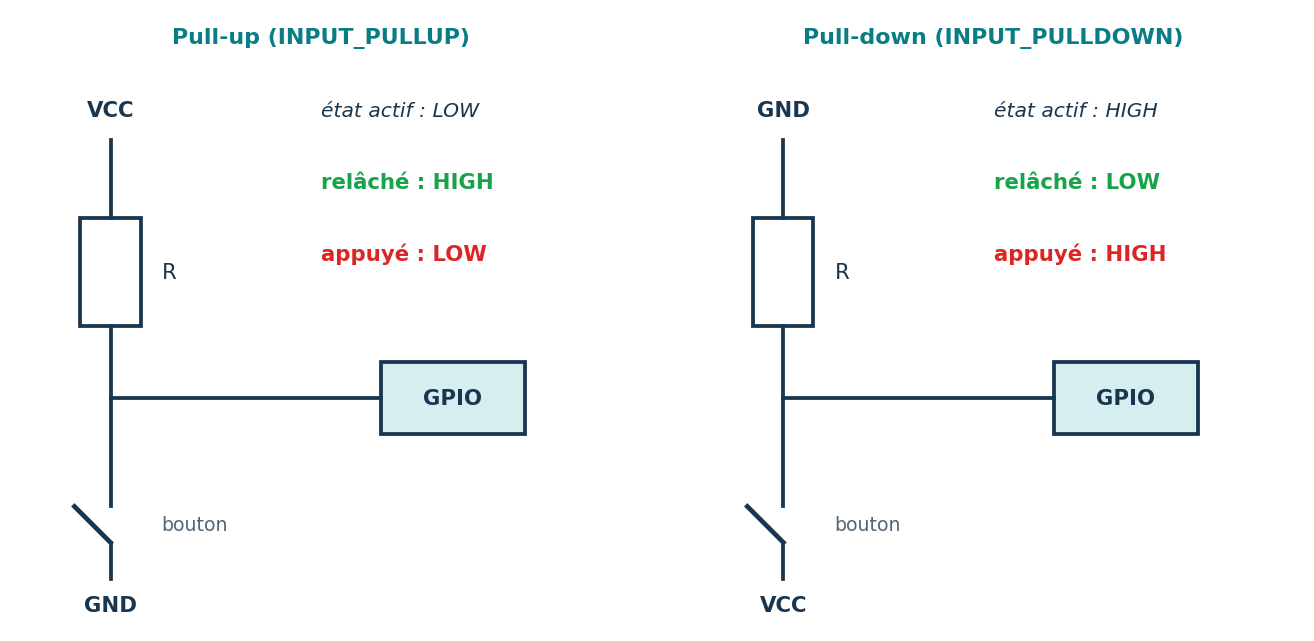 Pull-up (INPUT_PULLUP)
VCC
état actif : LOW
relâché : HIGH
appuyé : LOW
R
GPIO
bouton
GND
Pull-down (INPUT_PULLDOWN)
GND
état actif : HIGH
relâché : LOW
appuyé : HIGH
R
GPIO
bouton
VCC